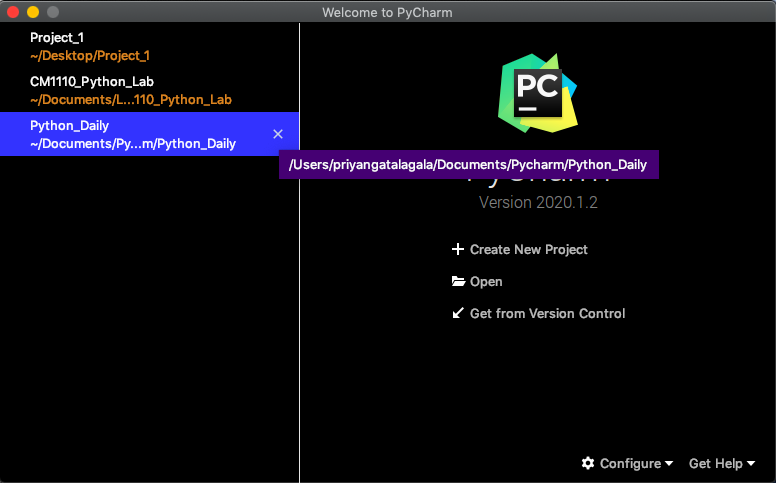 Welcome to PyCharm
Project_1
~/Desktop/Project_1
CM1110_Python_Lab
~/Documents/L...110_Python_Lab
Python_Daily
~/Documents/Py...m/Python_Daily
PC
/Users/priyangatalagala/Documents/Pycharm/Python_Daily
PyCharm
Version 2020.1.2
Create New Project
Open
Get from Version Control
Configure
Get Help